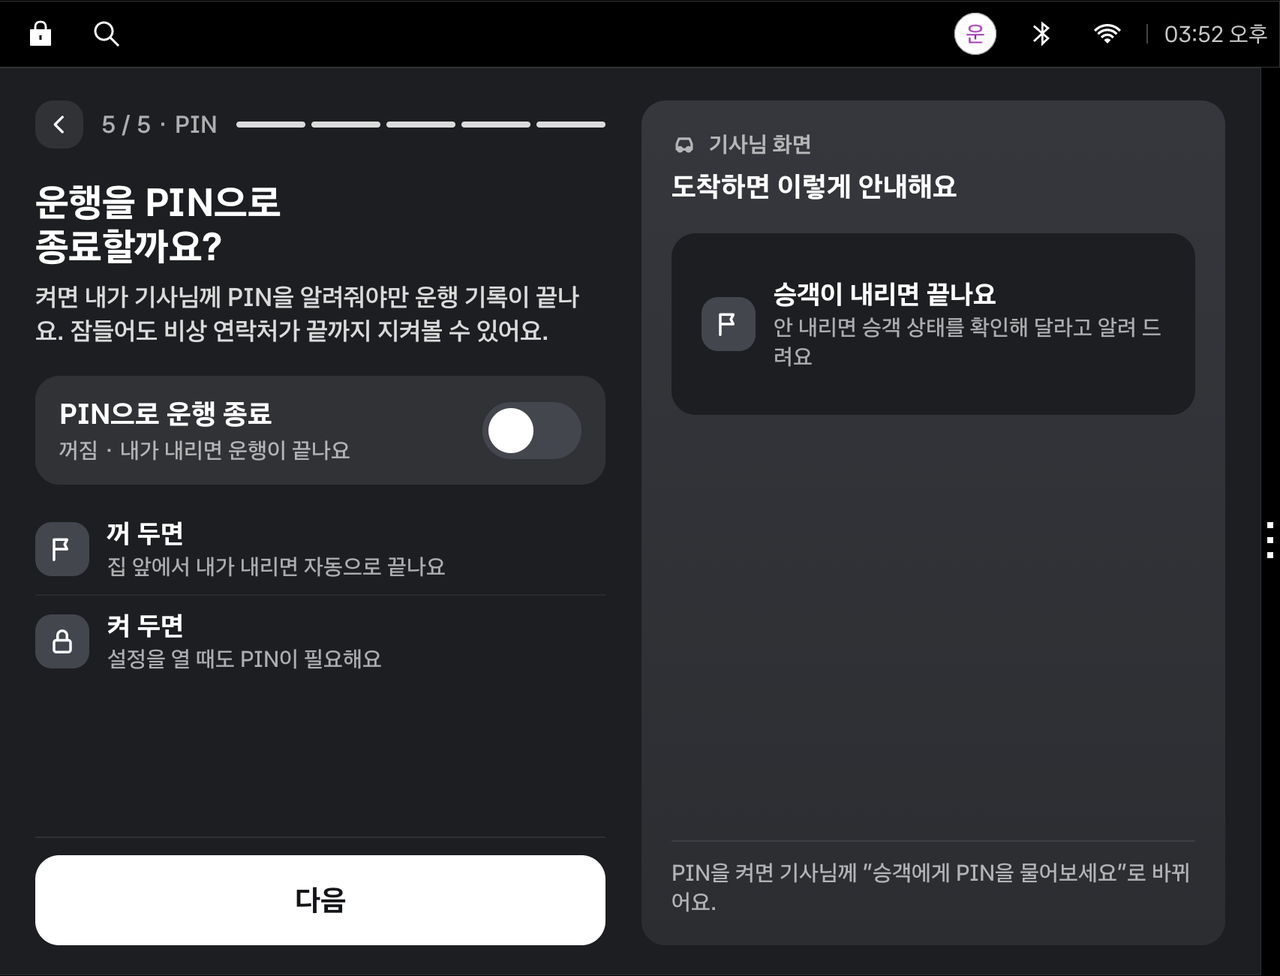 운
03:52 오후
5 / 5 · PIN
운행을 PIN으로
종료할까요?
켜면 내가 기사님께 PIN을 알려줘야만 운행 기록이 끝나
요. 잠들어도 비상 연락처가 끝까지 지켜볼 수 있어요.
PIN으로 운행 종료
꺼짐 · 내가 내리면 운행이 끝나요
꺼 두면
집 앞에서 내가 내리면 자동으로 끝나요
켜 두면
설정을 열 때도 PIN이 필요해요
다음
기사님 화면
도착하면 이렇게 안내해요
승객이 내리면 끝나요
안 내리면 승객 상태를 확인해 달라고 알려 드
려요
PIN을 켜면 기사님께 "승객에게 PIN을 물어보세요"로 바뀌
어요.